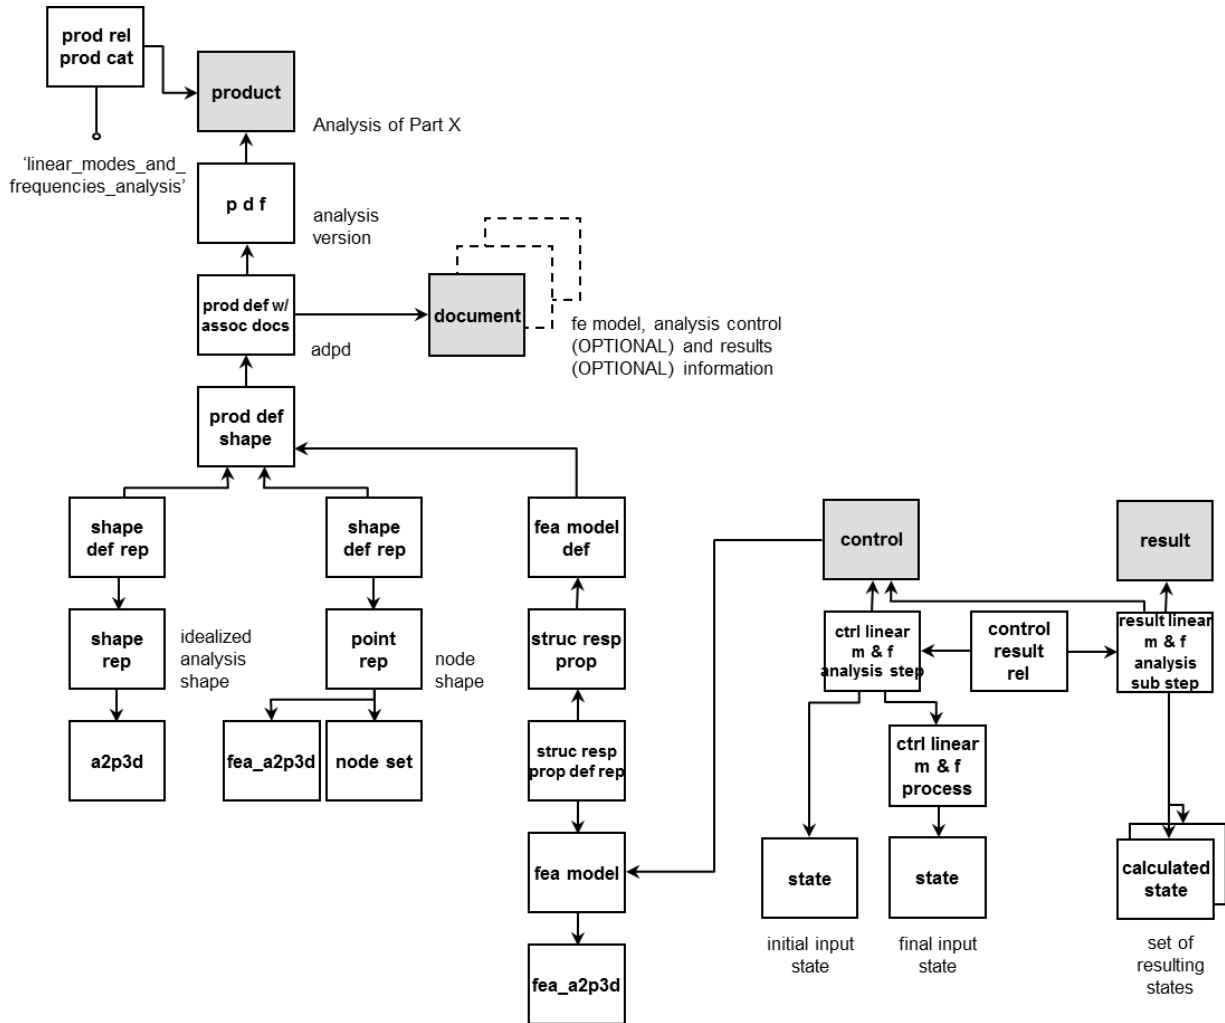 prod rel
prod cat
product
Analysis of Part X
‘linear_modes_and_
frequencies_analysis’
p d f
analysis
version
prod def w/
assoc docs
adpd
document
fe model, analysis control
(OPTIONAL) and results
(OPTIONAL) information
prod def
shape
shape
def rep
shape
def rep
fea model
def
control
result
shape
rep
idealized
analysis
shape
point
rep
node
shape
struc resp
prop
ctrl linear
m & f
analysis step
control
result
rel
result linear
m & f
analysis
sub step
a2p3d
fea_a2p3d
node set
struc resp
prop def rep
ctrl linear
m & f
process
fea model
state
state
calculated
state
initial input
state
final input
state
set of
resulting
states
fea_a2p3d